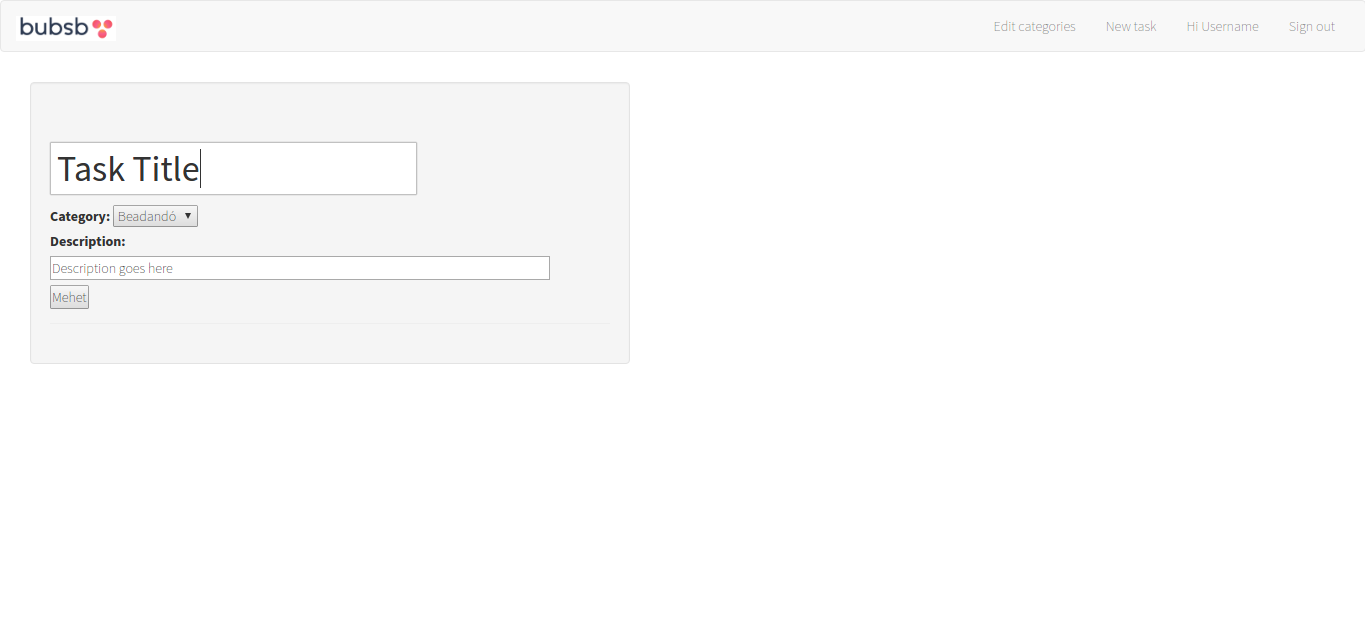 bubsb
Edit categories New task Hi Username Sign out
Task Title
Category: Beadandó
Description:
Description goes here
Mehet